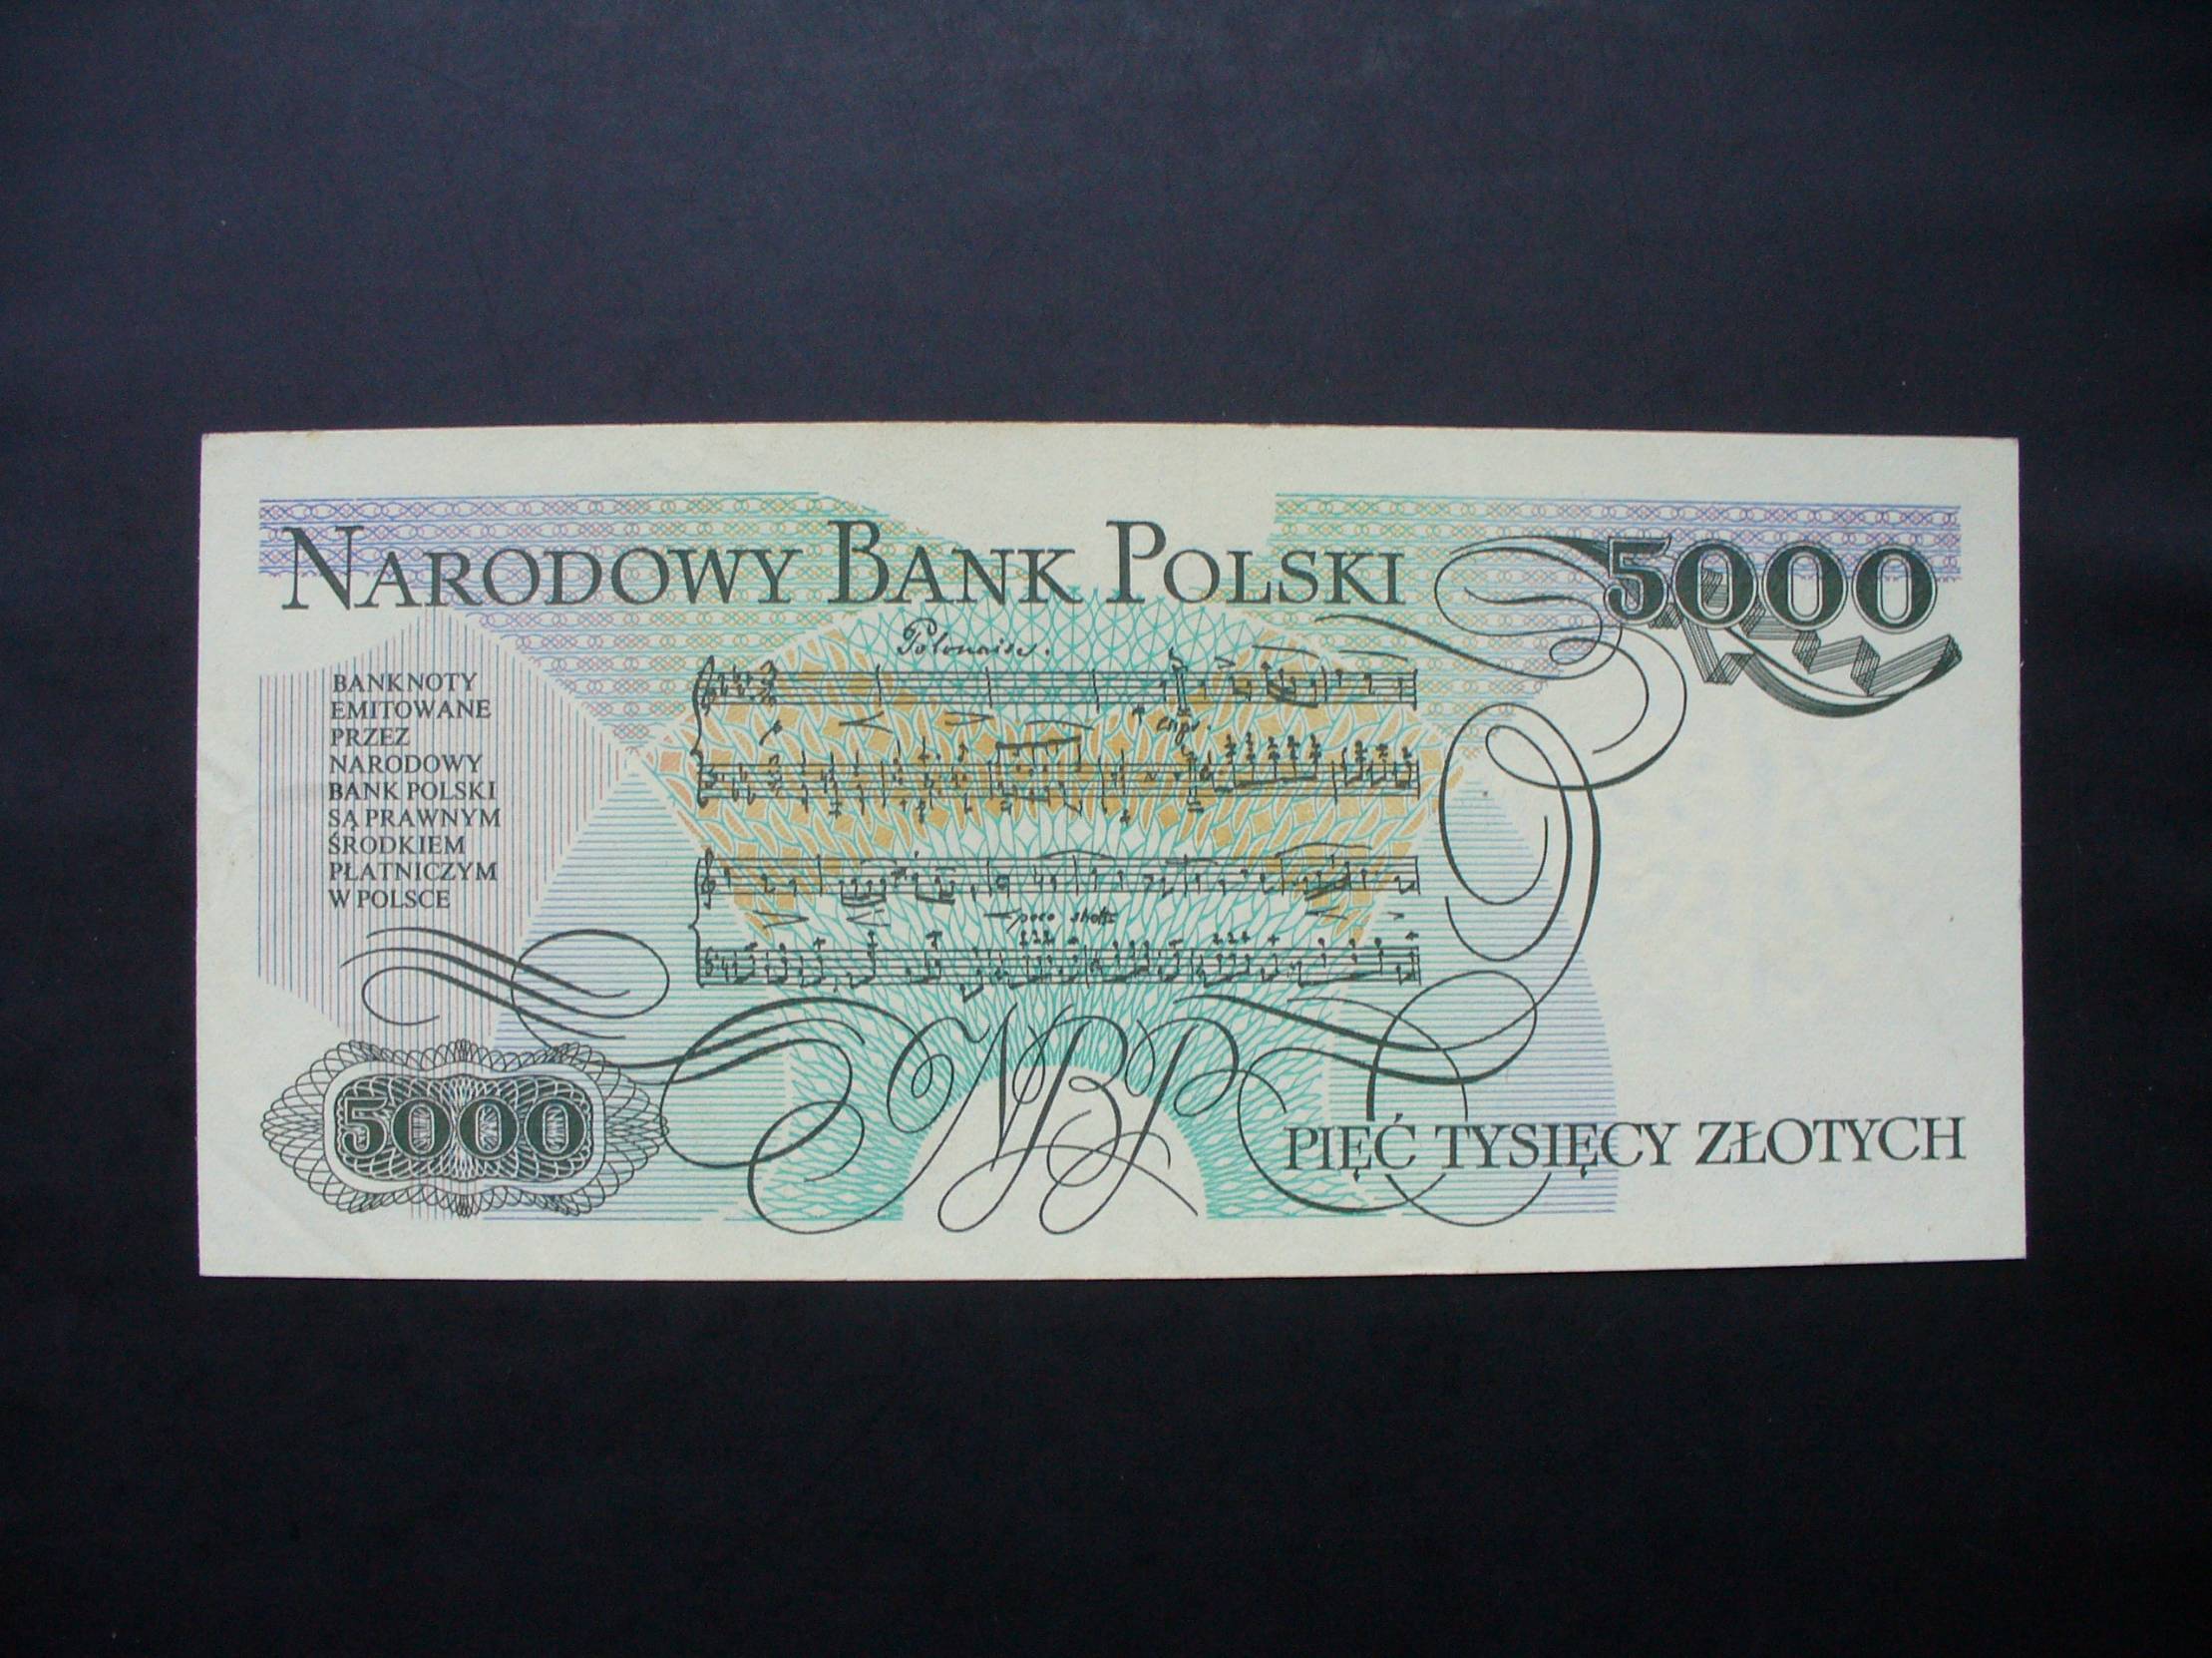 NARODOWY BANK POLSKI
5000
Polonaise.
BANKNOTY
EMITOWANE
PRZEZ
NARODOWY
BANK POLSKI
SĄ PRAWNYM
ŚRODKIEM
PŁATNICZYM
W POLSCE
5000
NBP
PIĘĆ TYSIĘCY ZŁOTYCH